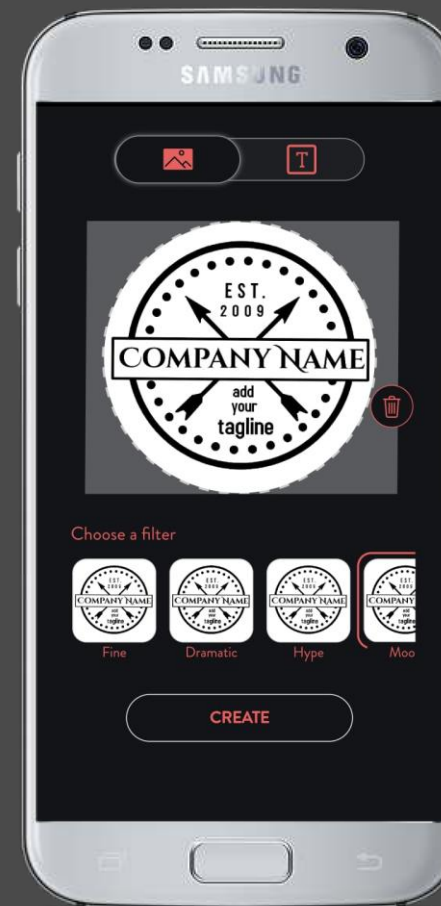 SAMSUNG
T
EST.
2009
COMPANY NAME
add
your
tagline
Choose a filter
EST.
2009
COMPANY NAME
add
your
tagline
EST.
2009
COMPANY NAME
add
your
tagline
EST.
2009
COMPANY NAME
add
your
tagline
Fine
Dramatic
Hype
Moo
CREATE